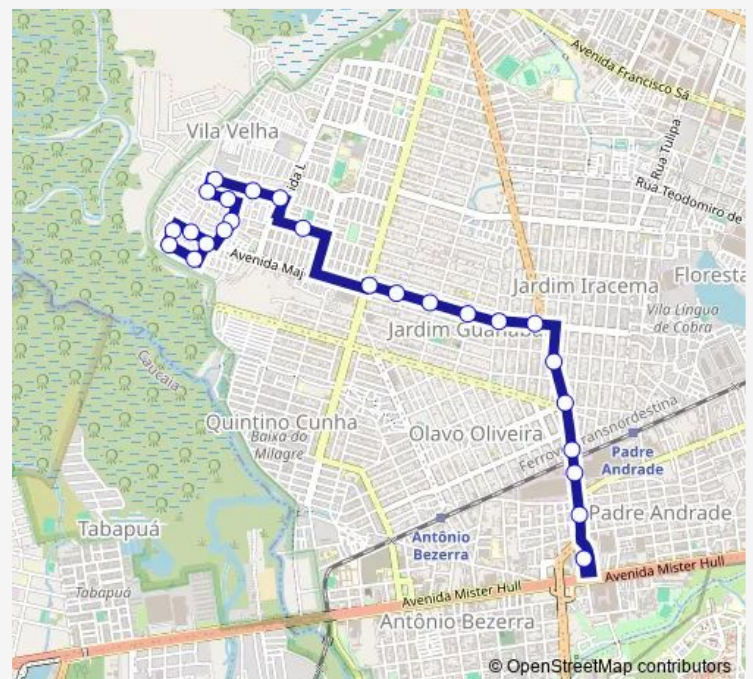 Avenida Francisco Sá
Vila Velha
ida L
Rua Tulipa
Rua Teodomiro de
Avenida Maj
Jardim Iracema
Floresta
Vila Língua
de Cobra
Jardim Guanaba
Caucaia
Quintino Cunha
Baixa do
Milagre
Olavo Oliveira
Ferrovia Transnordestina
Padre
Andrade
Tabapuá
Padre Andrade
Antônio
Bezerra
Tabapuá
Avenida Mister Hull
Avenida Mister Hull
Antônio Bezerra
© OpenStreetMap contributors